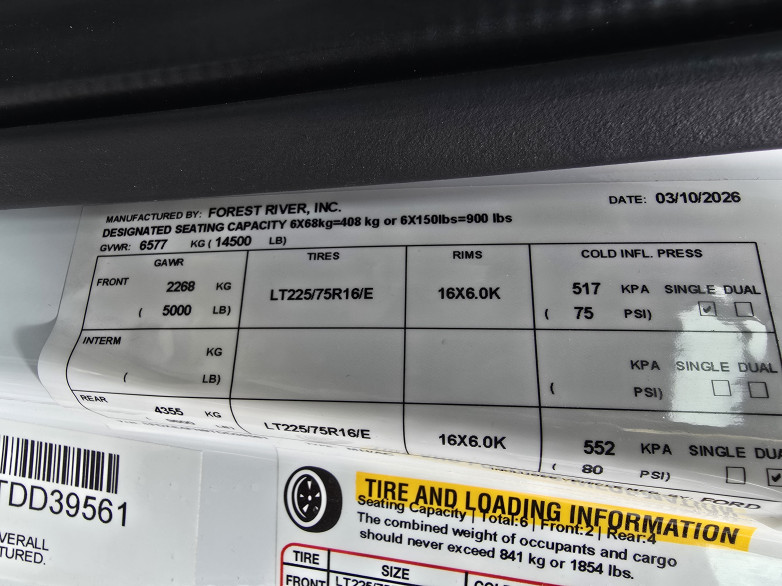 MANUFACTURED BY: FOREST RIVER, INC. DATE: 03/10/2026
DESIGNATED SEATING CAPACITY 6X68kg=408 kg or 6X150lbs=900 lbs
GVWR: 6577 KG ( 14500 LB)
GAWR TIRES RIMS COLD INFL. PRESS
FRONT 2268 KG LT225/75R16/E 16X6.0K 517 KPA SINGLE DUAL
( 5000 LB) ( 75 PSI)
INTERM KG KPA SINGLE DUAL
( LB) ( PSI)
REAR 4355 KG LT225/75R16/E 16X6.0K 552 KPA SINGLE
( 80 PSI)
FORD
TDD39561
VERALL
TURED.
TIRE AND LOADING INFORMATION
Seating Capacity | Total:6 | Front:2 | Rear:4
The combined weight of occupants and cargo
should never exceed 841 kg or 1854 lbs.
TIRE SIZE
FRONT